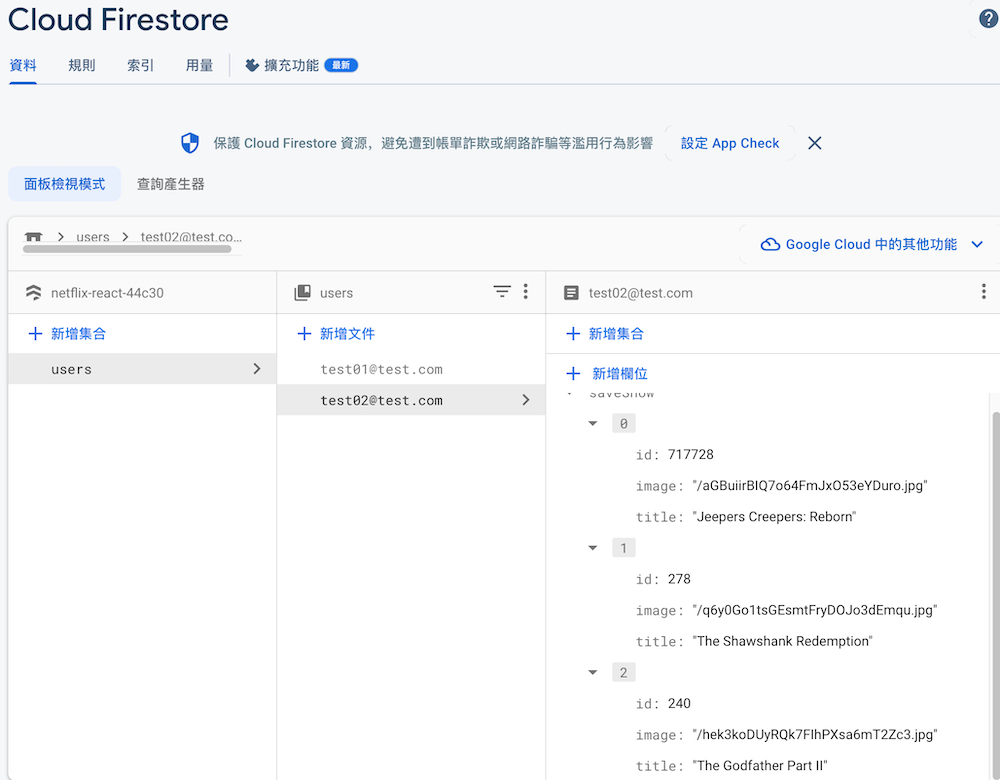 Cloud Firestore
資料 規則 索引 用量 擴充功能 最新
保護 Cloud Firestore 資源，避免遭到帳單詐欺或網路詐騙等濫用行為影響 設定 App Check
面板檢視模式 查詢產生器
users test02@test.co...
Google Cloud 中的其他功能
netflix-react-44c30
users
test02@test.com
新增集合
新增文件
新增集合
users
test01@test.com
test02@test.com
新增欄位
saveShow
0
id: 717728
image: "/aGBuiirBIQ7o64FmJxO53eYDuro.jpg"
title: "Jeepers Creepers: Reborn"
1
id: 278
image: "/q6y0Go1tsGEsmtFryDOJo3dEmqu.jpg"
title: "The Shawshank Redemption"
2
id: 240
image: "/hek3koDUyRQk7FIhPXsa6mT2Zc3.jpg"
title: "The Godfather Part II"